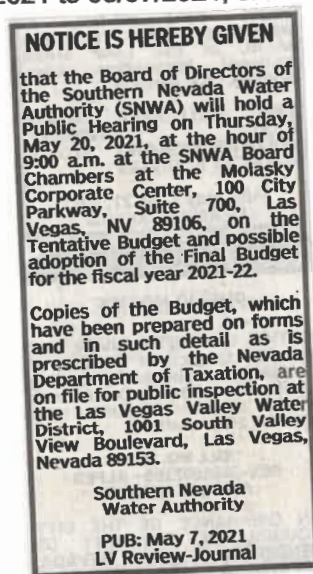 NOTICE IS HEREBY GIVEN
that the Board of Directors of
the Southern Nevada Water
Authority (SNWA) will hold a
Public Hearing on Thursday,
May 20, 2021, at the hour of
9:00 a.m. at the SNWA Board
Chambers at the Molasky
Corporate Center, 100 City
Parkway, Suite 700, Las
Vegas, NV 89106, on the
Tentative Budget and possible
adoption of the Final Budget
for the fiscal year 2021-22.
Copies of the Budget, which
have been prepared on forms
and in such detail as is
prescribed by the Nevada
Department of Taxation, are
on file for public inspection at
the Las Vegas Valley Water
District, 1001 South Valley
View Boulevard, Las Vegas,
Nevada 89153.
Southern Nevada
Water Authority
PUB: May 7, 2021
LV Review-Journal